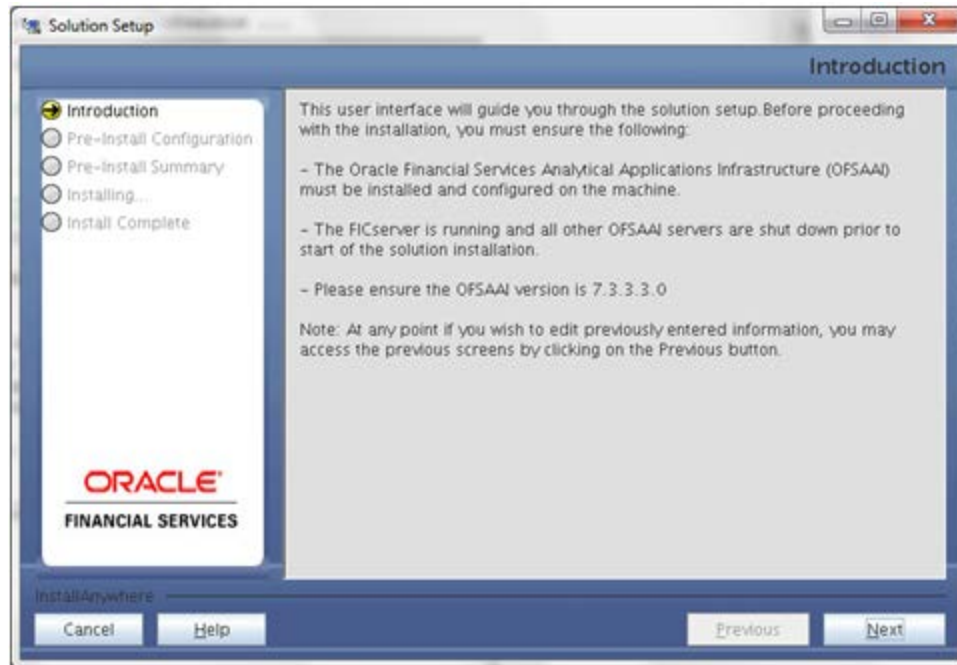 Solution Setup
Introduction
Introduction
Pre-Install Configuration
Pre-Install Summary
Installing...
Install Complete
This user interface will guide you through the solution setup.Before proceeding
with the installation, you must ensure the following:
- The Oracle Financial Services Analytical Applications Infrastructure (OFSAAI)
must be installed and configured on the machine.
- The FICserver is running and all other OFSAAI servers are shut down prior to
start of the solution installation.
- Please ensure the OFSAAI version is 7.3.3.3.0
Note: At any point if you wish to edit previously entered information, you may
access the previous screens by clicking on the Previous button.
ORACLE
FINANCIAL SERVICES
InstallAnywhere
Cancel
Help
Previous
Next